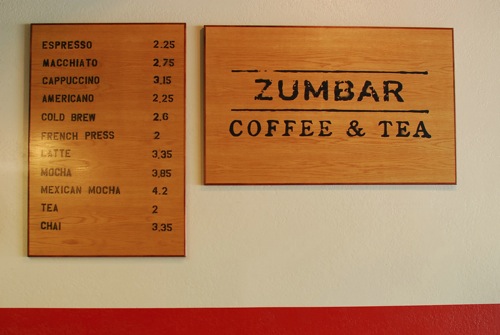 ESPRESSO 2.25
MACCHIATO 2.75
CAPPUCCINO 3.15
AMERICANO 2.25
COLD BREW 2.6
FRENCH PRESS 2
LATTE 3.35
MOCHA 3.85
MEXICAN MOCHA 4.2
TEA 2
CHAI 3.35
ZUMBAR
COFFEE & TEA